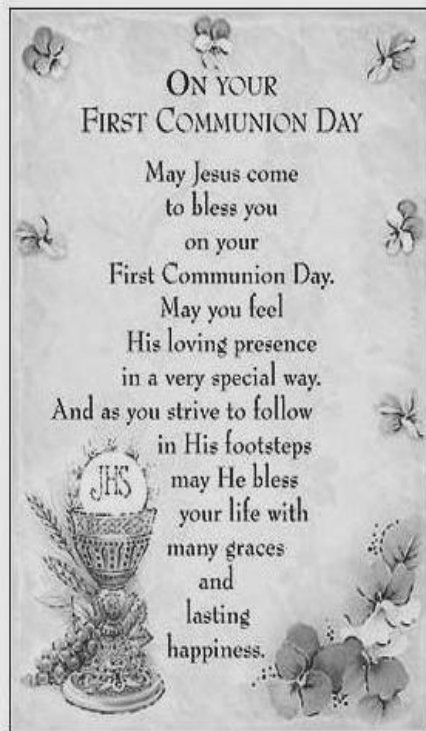 ON YOUR
FIRST COMMUNION DAY
May Jesus come
to bless you
on your
First Communion Day.
May you feel
His loving presence
in a very special way.
And as you strive to follow
in His footsteps
may He bless
your life with
many graces
and
lasting
happiness.
JHS